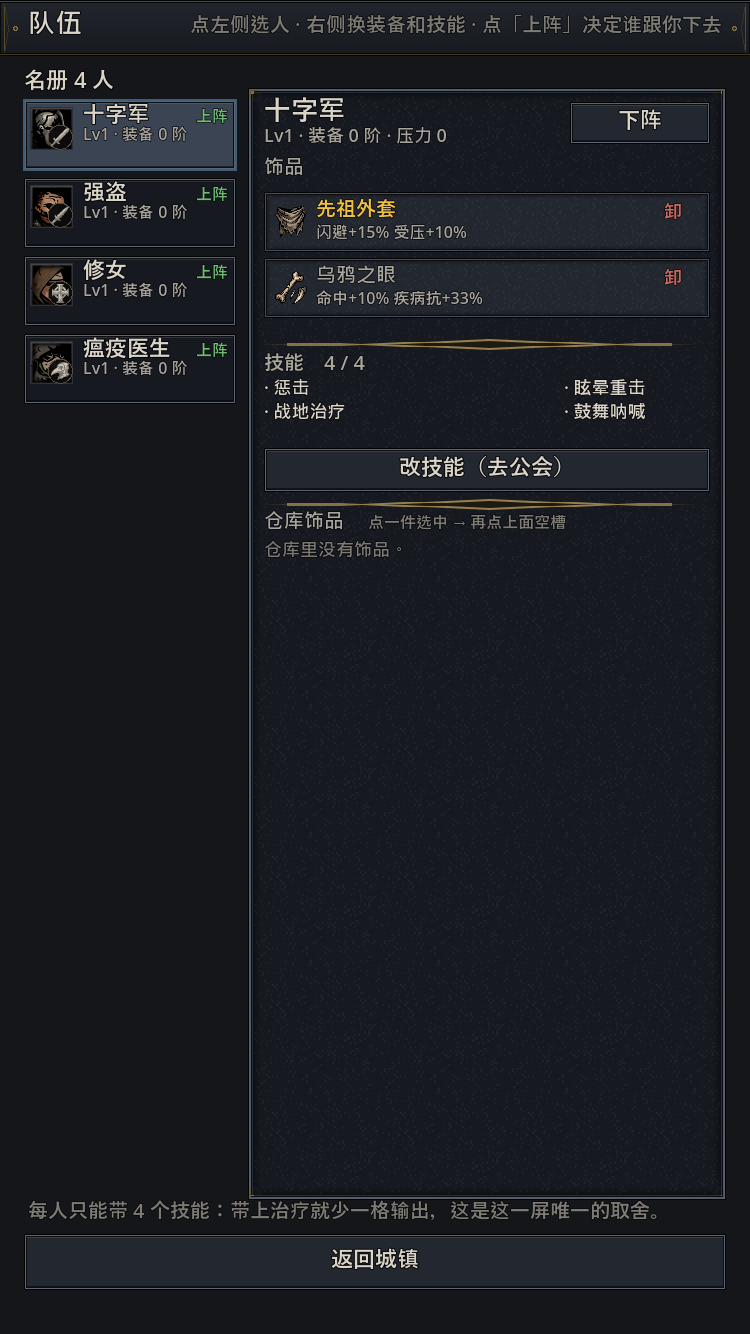 队伍
点左侧选人 · 右侧换装备和技能 · 点「上阵」决定谁跟你下去
名册 4 人
十字军 上阵
Lv1 · 装备 0 阶
强盗 上阵
Lv1 · 装备 0 阶
修女 上阵
Lv1 · 装备 0 阶
瘟疫医生 上阵
Lv1 · 装备 0 阶
十字军
Lv1 · 装备 0 阶 · 压力 0
下阵
饰品
先祖外套 卸
闪避+15% 受压+10%
乌鸦之眼 卸
命中+10% 疾病抗+33%
技能 4 / 4
· 惩击 · 眩晕重击
· 战地治疗 · 鼓舞呐喊
改技能（去公会）
仓库饰品 点一件选中 → 再点上面空槽
仓库里没有饰品。
每人只能带 4 个技能：带上治疗就少一格输出，这是这一屏唯一的取舍。
返回城镇